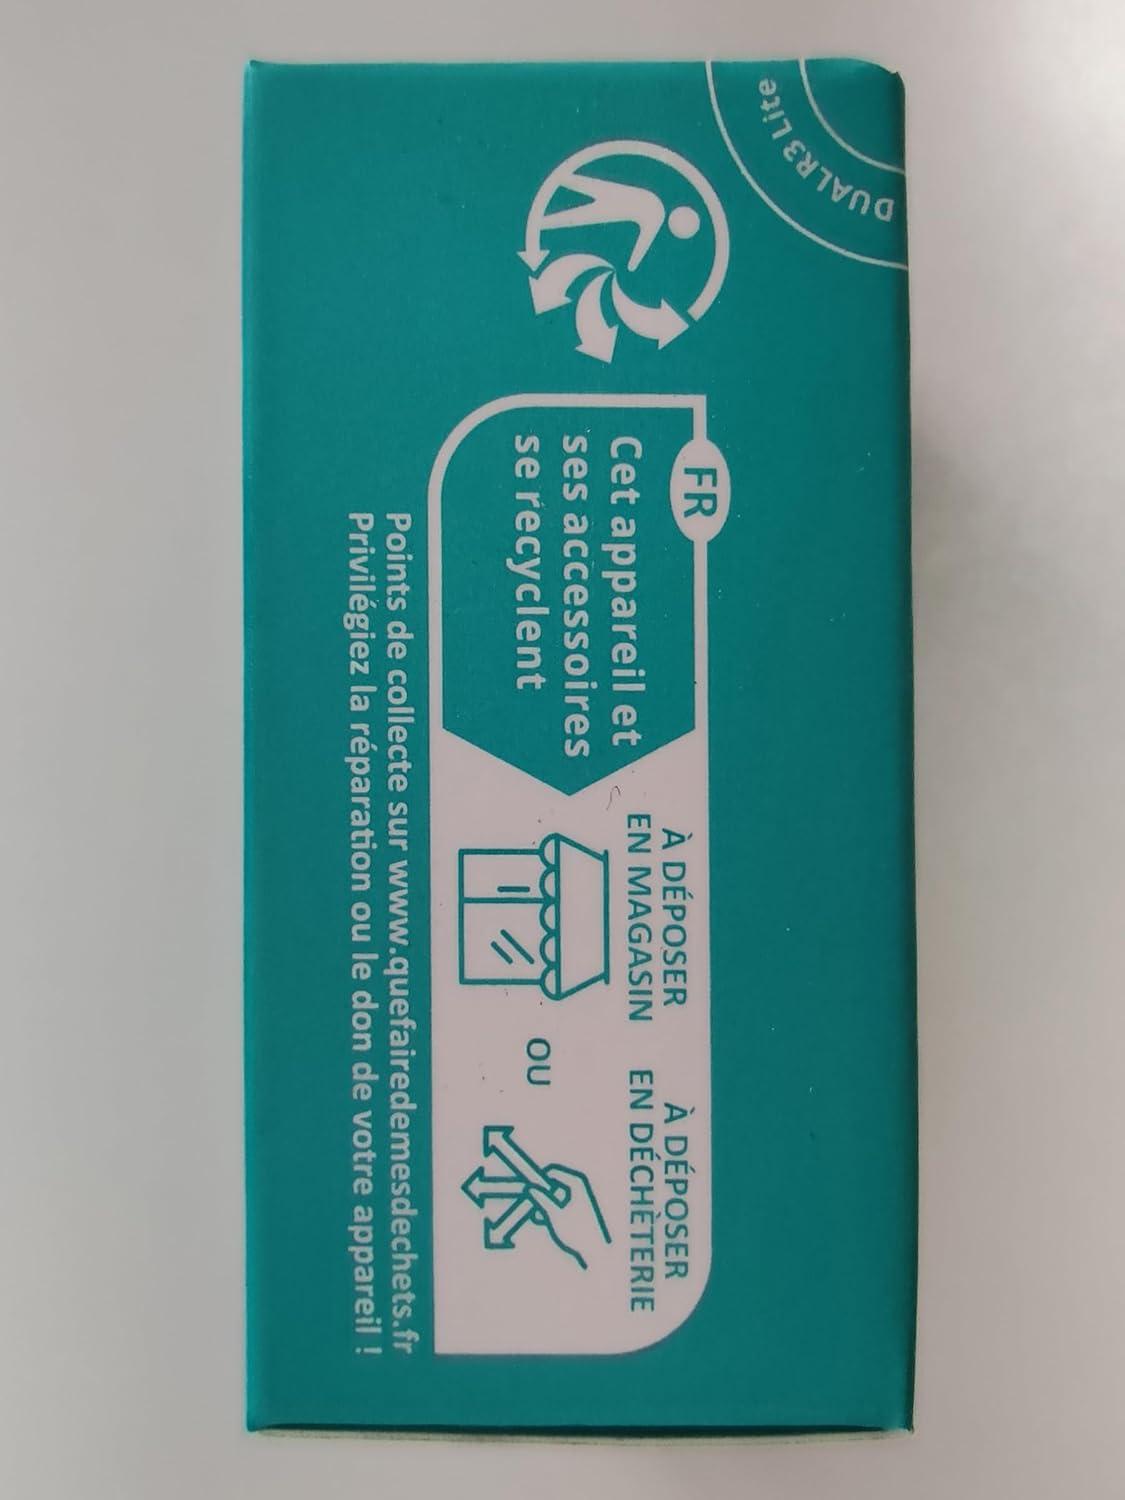 DUALR3 Lite
FR
Cet appareil et
ses accessoires
se recyclent
À DÉPOSER
EN MAGASIN
OU
À DÉPOSER
EN DÉCHÈTERIE
Points de collecte sur www.quefairedemesdechets.fr
Privilégiez la réparation ou le don de votre appareil !